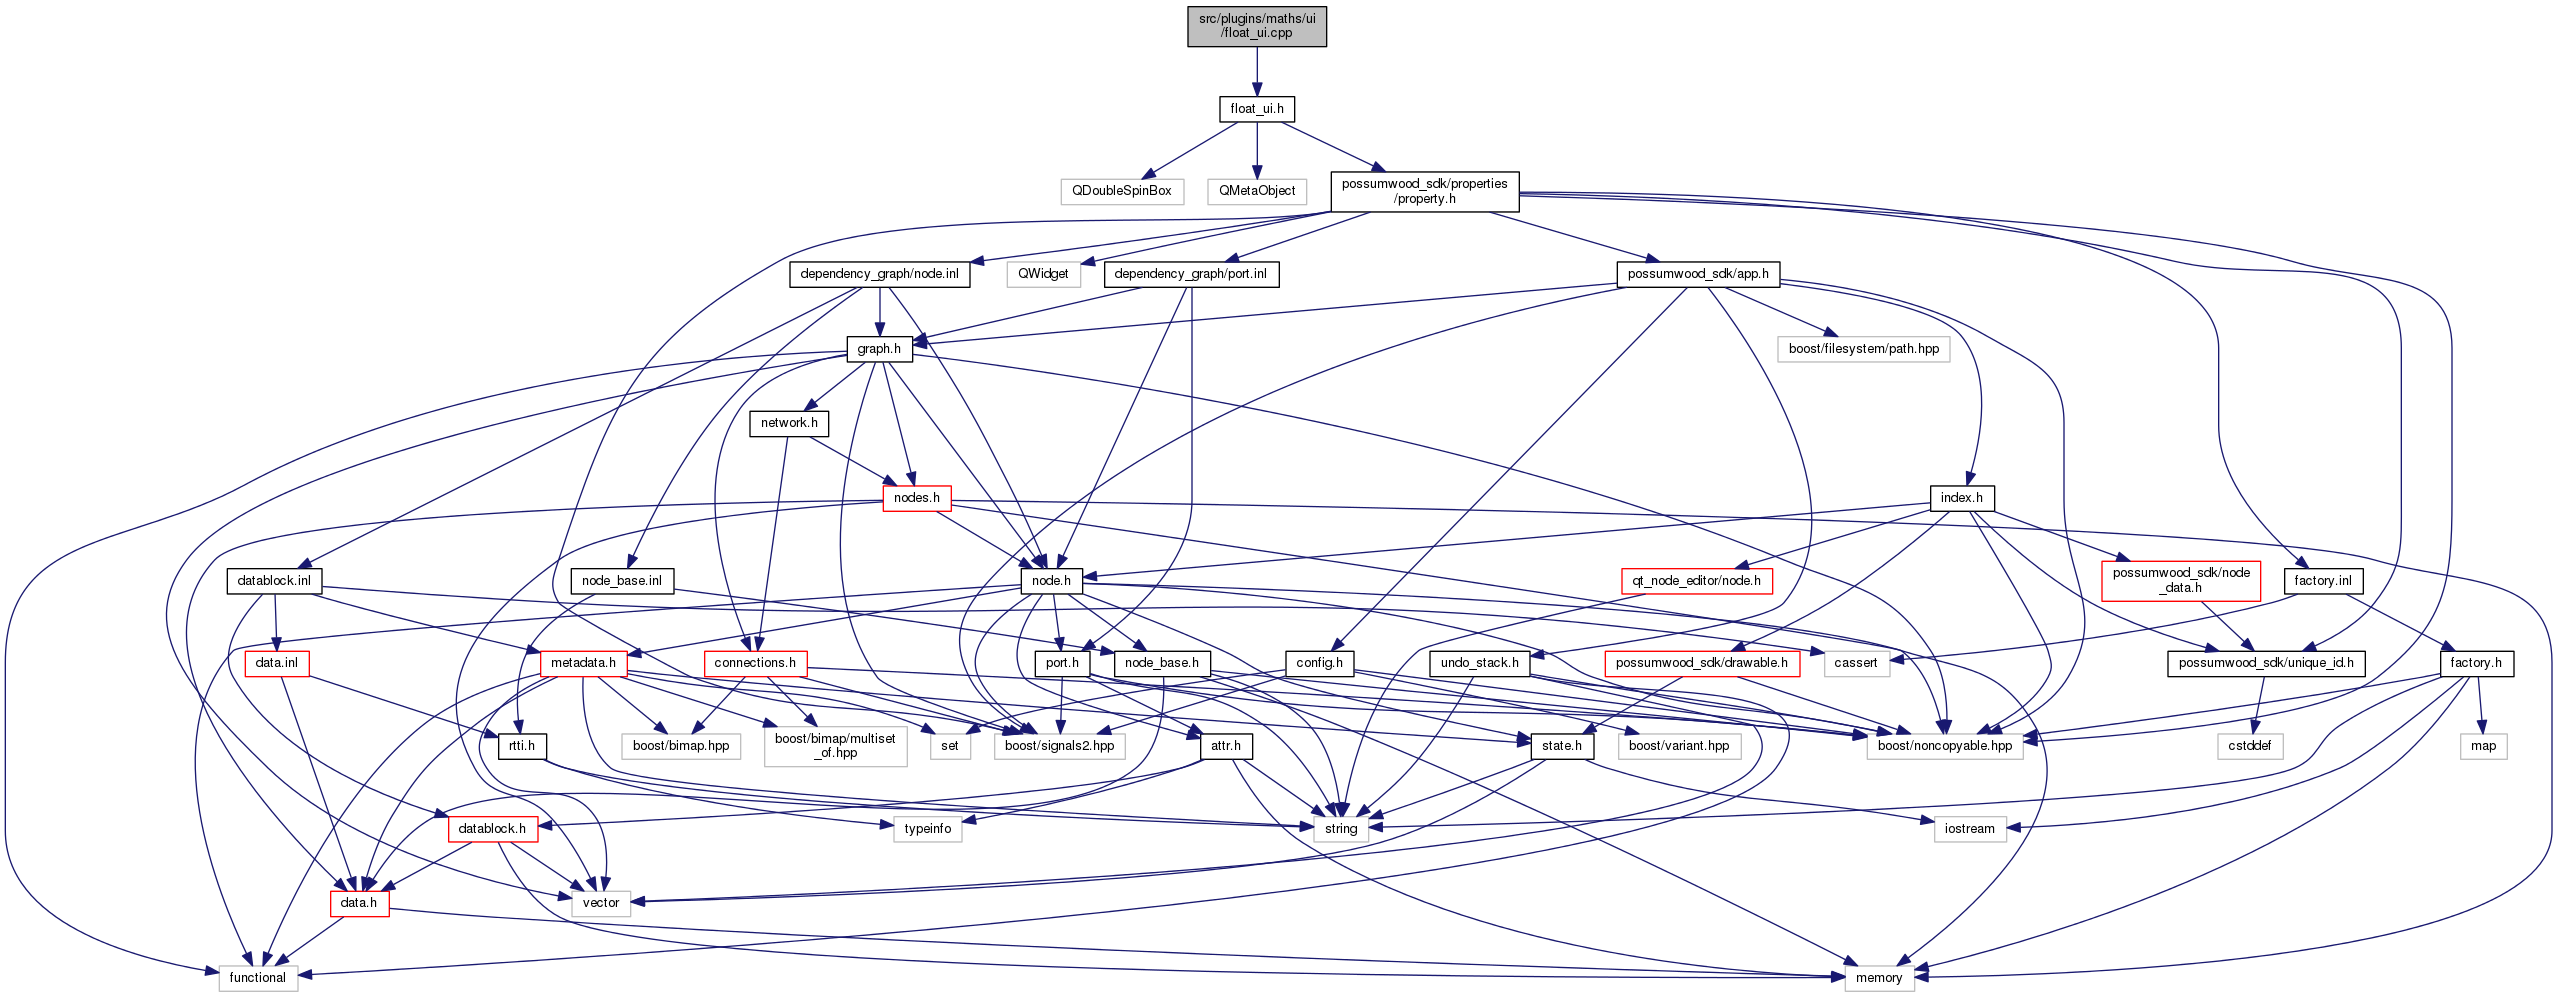 src/plugins/maths/ui
/float_ui.cpp
float_ui.h
QDoubleSpinBox
QMetaObject
possumwood_sdk/properties
/property.h
dependency_graph/node.inl
QWidget
dependency_graph/port.inl
possumwood_sdk/app.h
graph.h
boost/filesystem/path.hpp
network.h
nodes.h
index.h
datablock.inl
node_base.inl
node.h
qt_node_editor/node.h
possumwood_sdk/node
_data.h
factory.inl
data.inl
metadata.h
connections.h
port.h
node_base.h
config.h
undo_stack.h
possumwood_sdk/drawable.h
cassert
possumwood_sdk/unique_id.h
factory.h
rtti.h
boost/bimap.hpp
boost/bimap/multiset
_of.hpp
set
boost/signals2.hpp
attr.h
state.h
boost/variant.hpp
boost/noncopyable.hpp
cstddef
map
datablock.h
typeinfo
string
iostream
data.h
vector
functional
memory